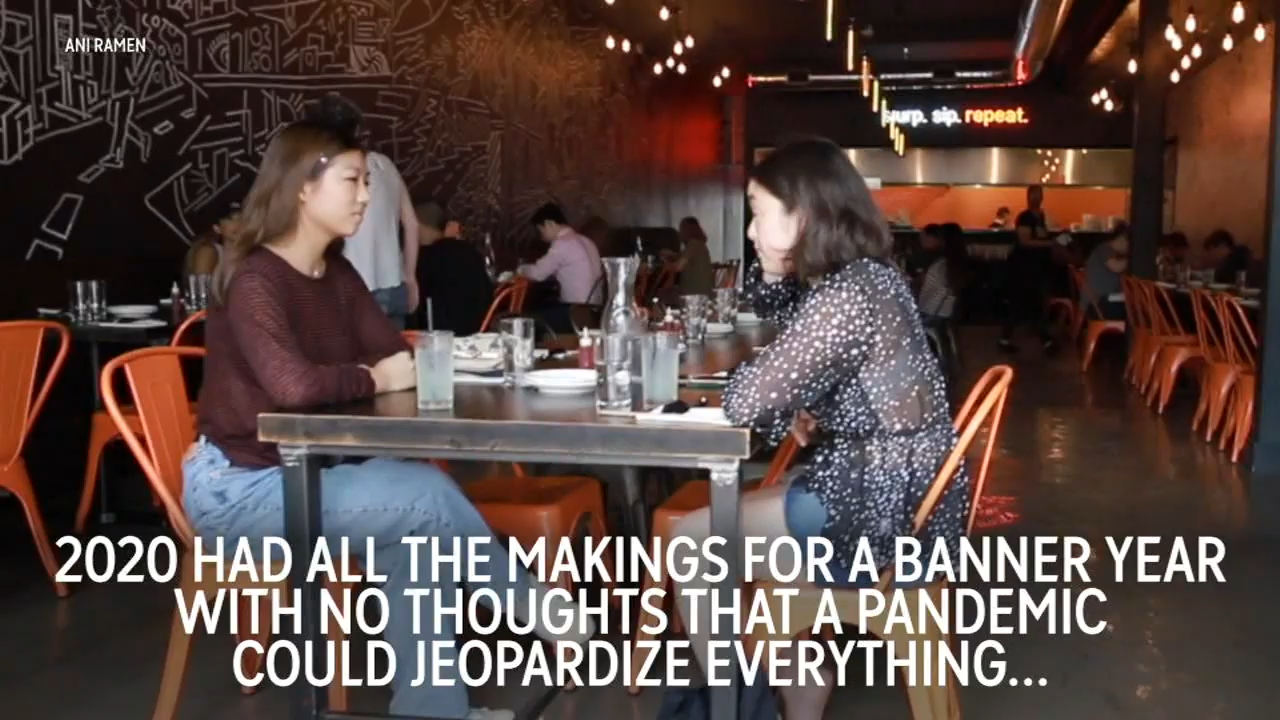 ANI RAMEN
slurp. sip. repeat.
2020 HAD ALL THE MAKINGS FOR A BANNER YEAR
WITH NO THOUGHTS THAT A PANDEMIC
COULD JEOPARDIZE EVERYTHING...